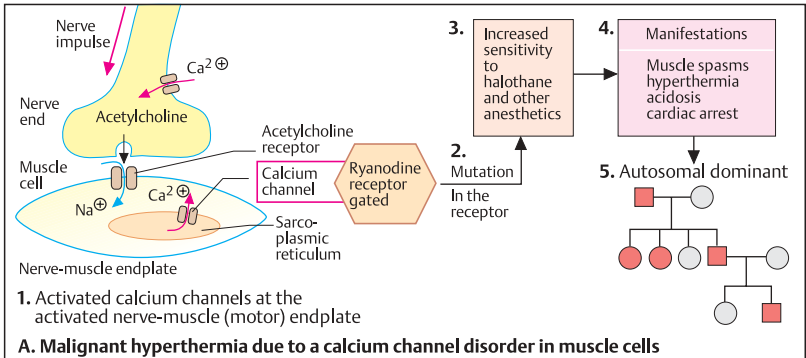 Nerve
impulse
Ca2⊕
Nerve
end
Acetylcholine
Acetylcholine
receptor
Muscle
cell
Calcium
channel
Ryanodine
receptor
gated
Na⊕
Ca2⊕
Sarco-
plasmic
reticulum
Nerve-muscle endplate
1. Activated calcium channels at the
activated nerve-muscle (motor) endplate
2.
Mutation
In the
receptor
3.
Increased
sensitivity
to
halothane
and other
anesthetics
4.
Manifestations
Muscle spasms
hyperthermia
acidosis
cardiac arrest
5. Autosomal dominant
A. Malignant hyperthermia due to a calcium channel disorder in muscle cells